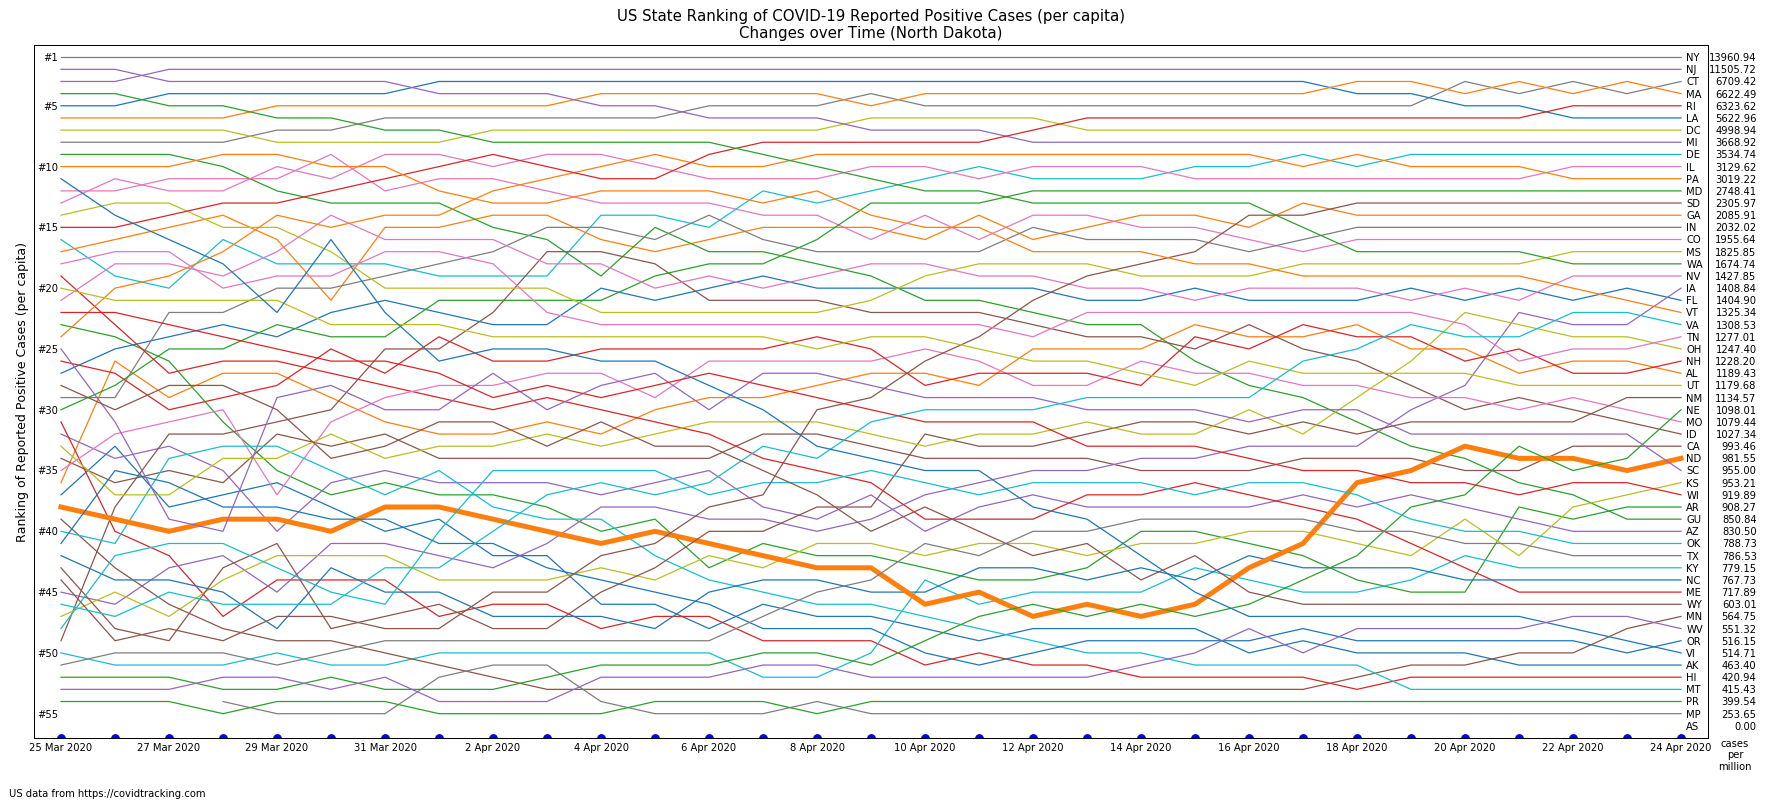 US State Ranking of COVID-19 Reported Positive Cases (per capita)
Changes over Time (North Dakota)
Ranking of Reported Positive Cases (per capita)
#1
#5
#10
#15
#20
#25
#30
#35
#40
#45
#50
#55
NY 13960.94
NJ 11505.72
CT 6709.42
MA 6622.49
RI 6323.62
LA 5622.96
DC 4998.94
MI 3668.92
DE 3534.74
IL 3129.62
PA 3019.22
MD 2748.41
SD 2305.97
GA 2085.91
IN 2032.02
CO 1955.64
MS 1825.85
WA 1674.74
NV 1427.85
IA 1408.84
FL 1404.90
VT 1325.34
VA 1308.53
TN 1277.01
OH 1247.40
NH 1228.20
AL 1189.43
UT 1179.68
NM 1134.57
NE 1098.01
MO 1079.44
ID 1027.34
CA 993.46
ND 981.55
SC 955.00
KS 953.21
WI 919.89
AR 908.27
GU 850.84
AZ 830.50
OK 788.73
TX 786.53
KY 779.15
NC 767.73
ME 717.89
WY 603.01
MN 564.75
WV 551.32
OR 516.15
VI 514.71
AK 463.40
HI 420.94
MT 415.43
PR 399.54
MP 253.65
AS 0.00
25 Mar 2020 27 Mar 2020 29 Mar 2020 31 Mar 2020 2 Apr 2020 4 Apr 2020 6 Apr 2020 8 Apr 2020 10 Apr 2020 12 Apr 2020 14 Apr 2020 16 Apr 2020 18 Apr 2020 20 Apr 2020 22 Apr 2020 24 Apr 2020
cases
per
million
US data from https://covidtracking.com